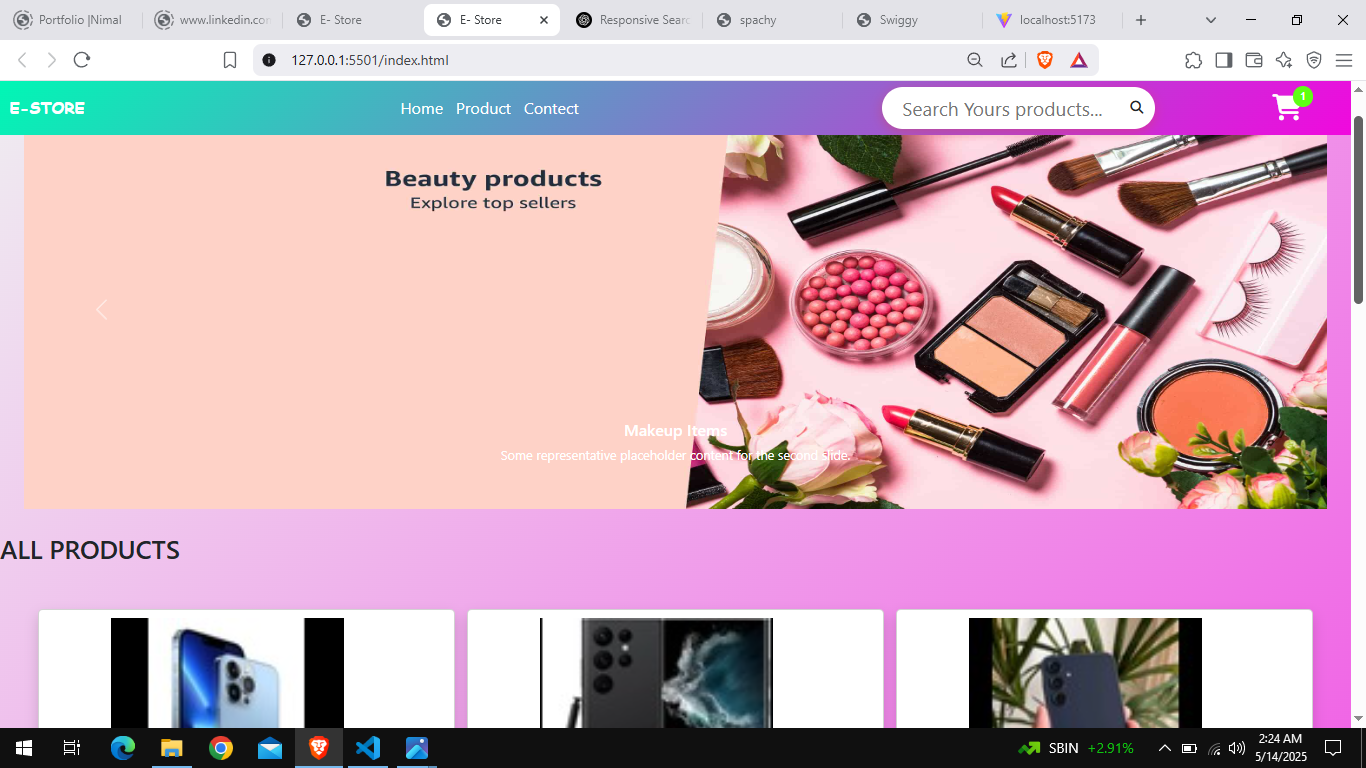 Portfolio |Nimal
www.linkedin.con
E- Store
E- Store
Responsive Searc
spachy
Swiggy
localhost:5173
127.0.0.1:5501/index.html
E-STORE
Home Product Contect
Search Yours products...
1
Beauty products
Explore top sellers
Makeup Items
Some representative placeholder content for the second slide.
ALL PRODUCTS
SBIN +2.91%
2:24 AM
5/14/2025